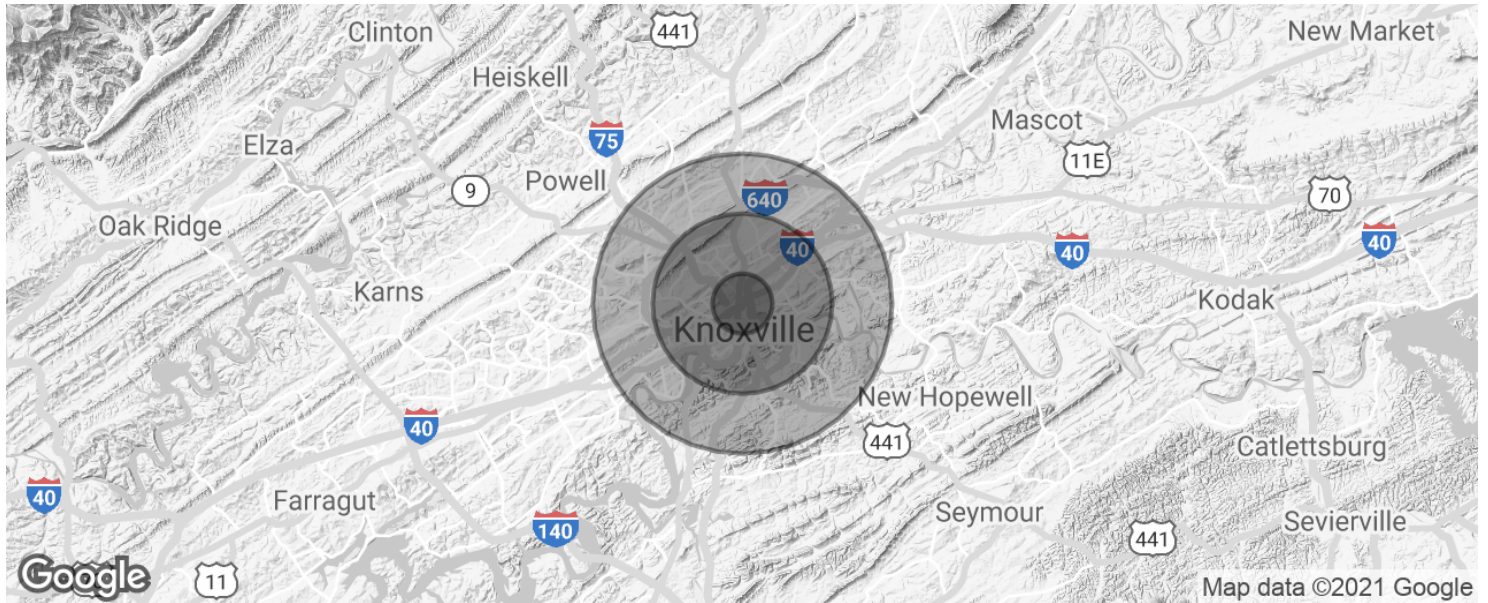 Clinton
441
New Market
Heiskell
75
Mascot
Elza
11E
Powell
9
640
70
Oak Ridge
40
40
40
Karns
Kodak
Knoxville
New Hopewell
40
441
Catlettsburg
40
Farragut
Seymour
Sevierville
140
441
Google
11
Map data ©2021 Google